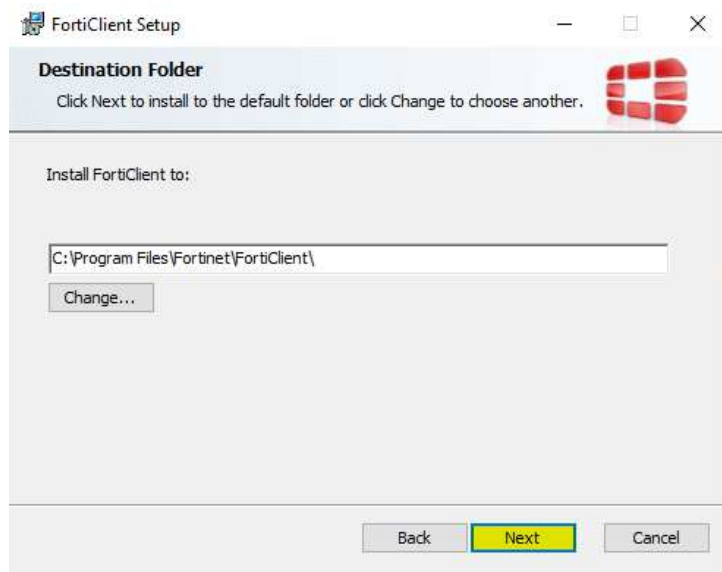 FortiClient Setup
Destination Folder
Click Next to install to the default folder or click Change to choose another.
Install FortiClient to:
C:\Program Files\Fortinet\FortiClient\
Change...
Back Next Cancel